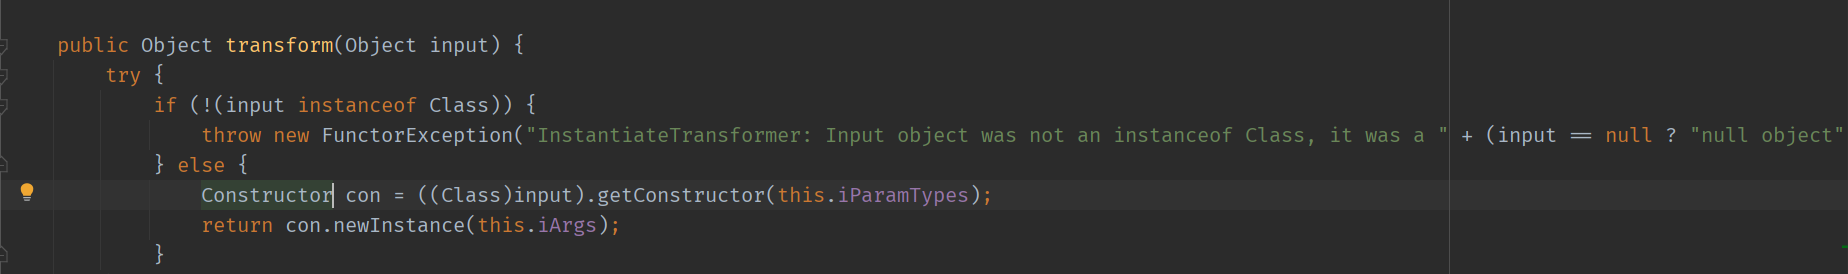 public Object transform(Object input) {
try {
if (!(input instanceof Class)) {
throw new FunctorException("InstantiateTransformer: Input object was not an instanceof Class, it was a " + (input == null ? "null object"
} else {
Constructor con = ((Class)input).getConstructor(this.iParamTypes);
return con.newInstance(this.iArgs);
}